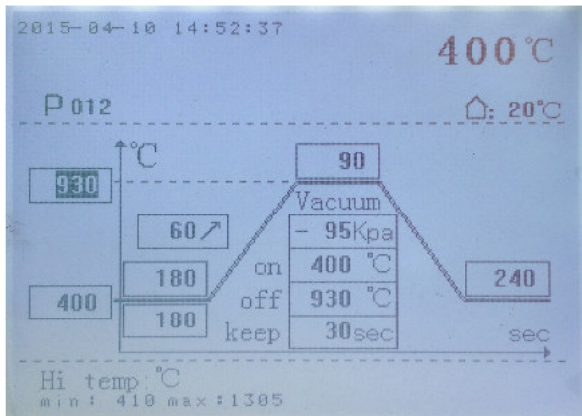 2015-04-10 14:52:37
400℃
P 012
: 20℃
℃
930
90
Vacuum
- 95Kpa
60↗
180
on 400 ℃
240
400
off 930 ℃
180
keep 30sec
sec
Hi temp:℃
min: 410 max:1305